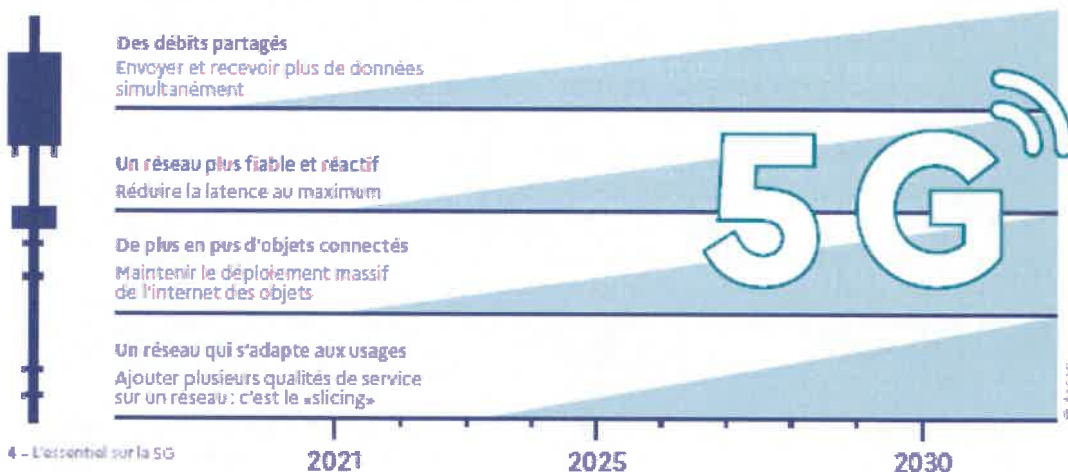 Des débits partagés
Envoyer et recevoir plus de données
simultanément
Un réseau plus fiable et réactif
Réduire la latence au maximum
5G
De plus en pus d'objets connectés
Maintenir le déploiement massif
de l'internet des objets
Un réseau qui s'adapte aux usages
Ajouter plusieurs qualités de service
sur un réseau : c'est le «slicing»
4 – L'essentiel sur la 5G
2021 2025 2030